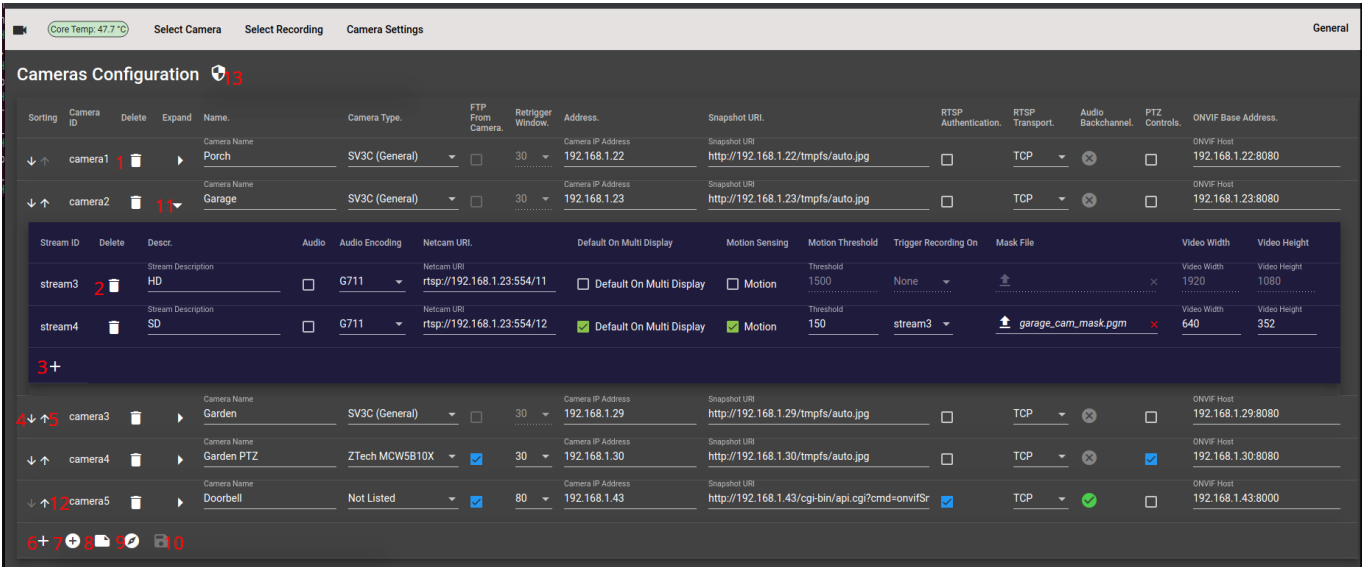 Core Temp: 47.7 °C Select Camera Select Recording Camera Settings General
Cameras Configuration 13
Sorting Camera ID Delete Expand Name. Camera Type. FTP From Camera. Retrigger Window. Address. Snapshot URI. RTSP Authentication. RTSP Transport. Audio Backchannel. PTZ Controls. ONVIF Base Address.
Camera Name Camera IP Address Snapshot URI ONVIF Host
camera1 1 Porch SV3C (General) 30 192.168.1.22 http://192.168.1.22/tmpfs/auto.jpg TCP 192.168.1.22:8080
Camera Name Camera IP Address Snapshot URI ONVIF Host
camera2 11 Garage SV3C (General) 30 192.168.1.23 http://192.168.1.23/tmpfs/auto.jpg TCP 192.168.1.23:8080
Stream ID Delete Descr. Audio Audio Encoding Netcam URI. Default On Multi Display Motion Sensing Motion Threshold Trigger Recording On Mask File Video Width Video Height
Stream Description Netcam URI Threshold Video Width Video Height
stream3 2 HD G711 rtsp://192.168.1.23:554/11 Default On Multi Display Motion 1500 None 1920 1080
Stream Description Netcam URI Threshold Video Width Video Height
stream4 SD G711 rtsp://192.168.1.23:554/12 Default On Multi Display Motion 150 stream3 garage_cam_mask.pgm 640 352
3
Camera Name Camera IP Address Snapshot URI ONVIF Host
4 5 camera3 Garden SV3C (General) 30 192.168.1.29 http://192.168.1.29/tmpfs/auto.jpg TCP 192.168.1.29:8080
Camera Name Camera IP Address Snapshot URI ONVIF Host
camera4 Garden PTZ ZTech MCW5B10X 30 192.168.1.30 http://192.168.1.30/tmpfs/auto.jpg TCP 192.168.1.30:8080
Camera Name Camera IP Address Snapshot URI ONVIF Host
12 camera5 Doorbell Not Listed 80 192.168.1.43 http://192.168.1.43/cgi-bin/api.cgi?cmd=onvifSr TCP 192.168.1.43:8000
6 7 8 9 10